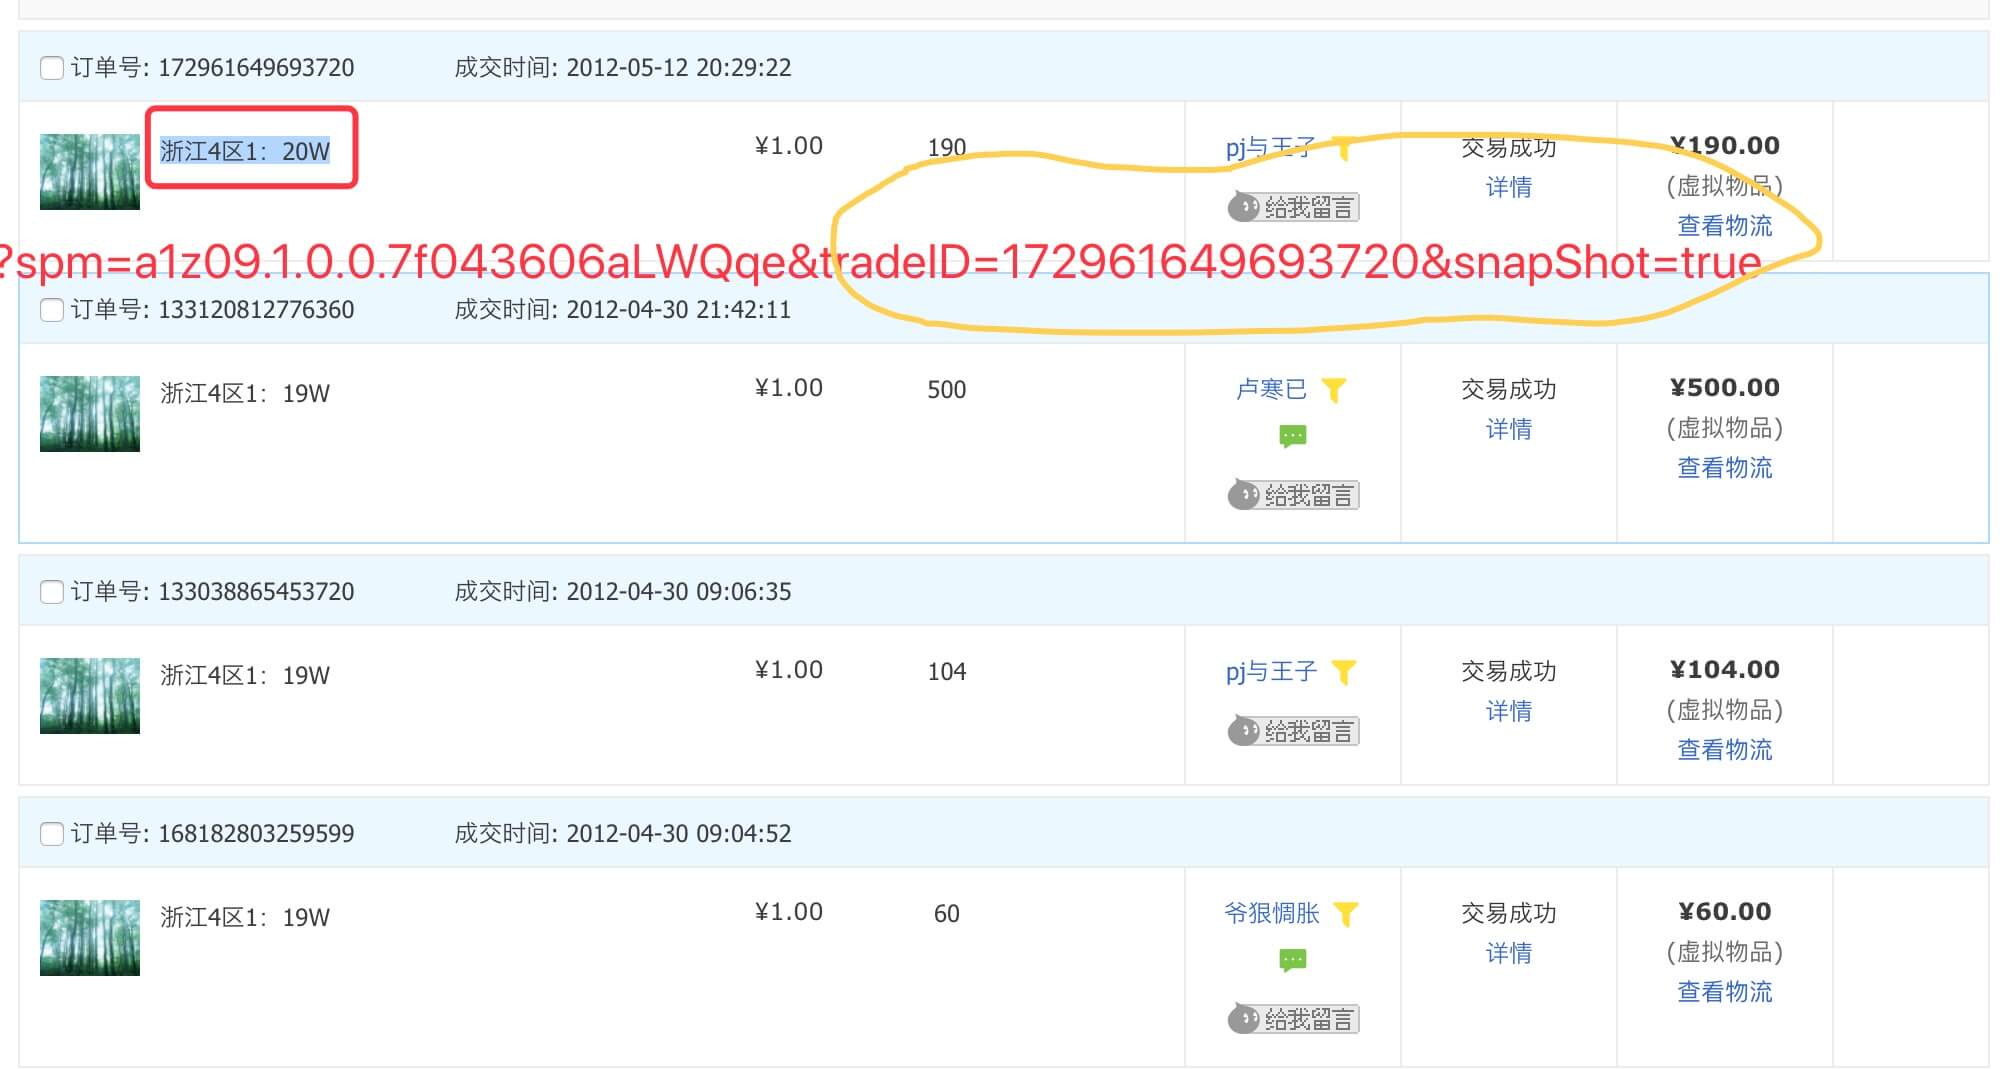 订单号: 172961649693720 成交时间: 2012-05-12 20:29:22
浙江4区1：20W ¥1.00 190 pj与王子 交易成功 ¥190.00
详情 (虚拟物品)
给我留言 查看物流
?spm=a1z09.1.0.0.7f043606aLWQqe&tradeID=172961649693720&snapShot=true
订单号: 133120812776360 成交时间: 2012-04-30 21:42:11
浙江4区1：19W ¥1.00 500 卢寒已 交易成功 ¥500.00
详情 (虚拟物品)
查看物流
给我留言
订单号: 133038865453720 成交时间: 2012-04-30 09:06:35
浙江4区1：19W ¥1.00 104 pj与王子 交易成功 ¥104.00
详情 (虚拟物品)
给我留言 查看物流
订单号: 168182803259599 成交时间: 2012-04-30 09:04:52
浙江4区1：19W ¥1.00 60 爷狠惆胀 交易成功 ¥60.00
详情 (虚拟物品)
查看物流
给我留言